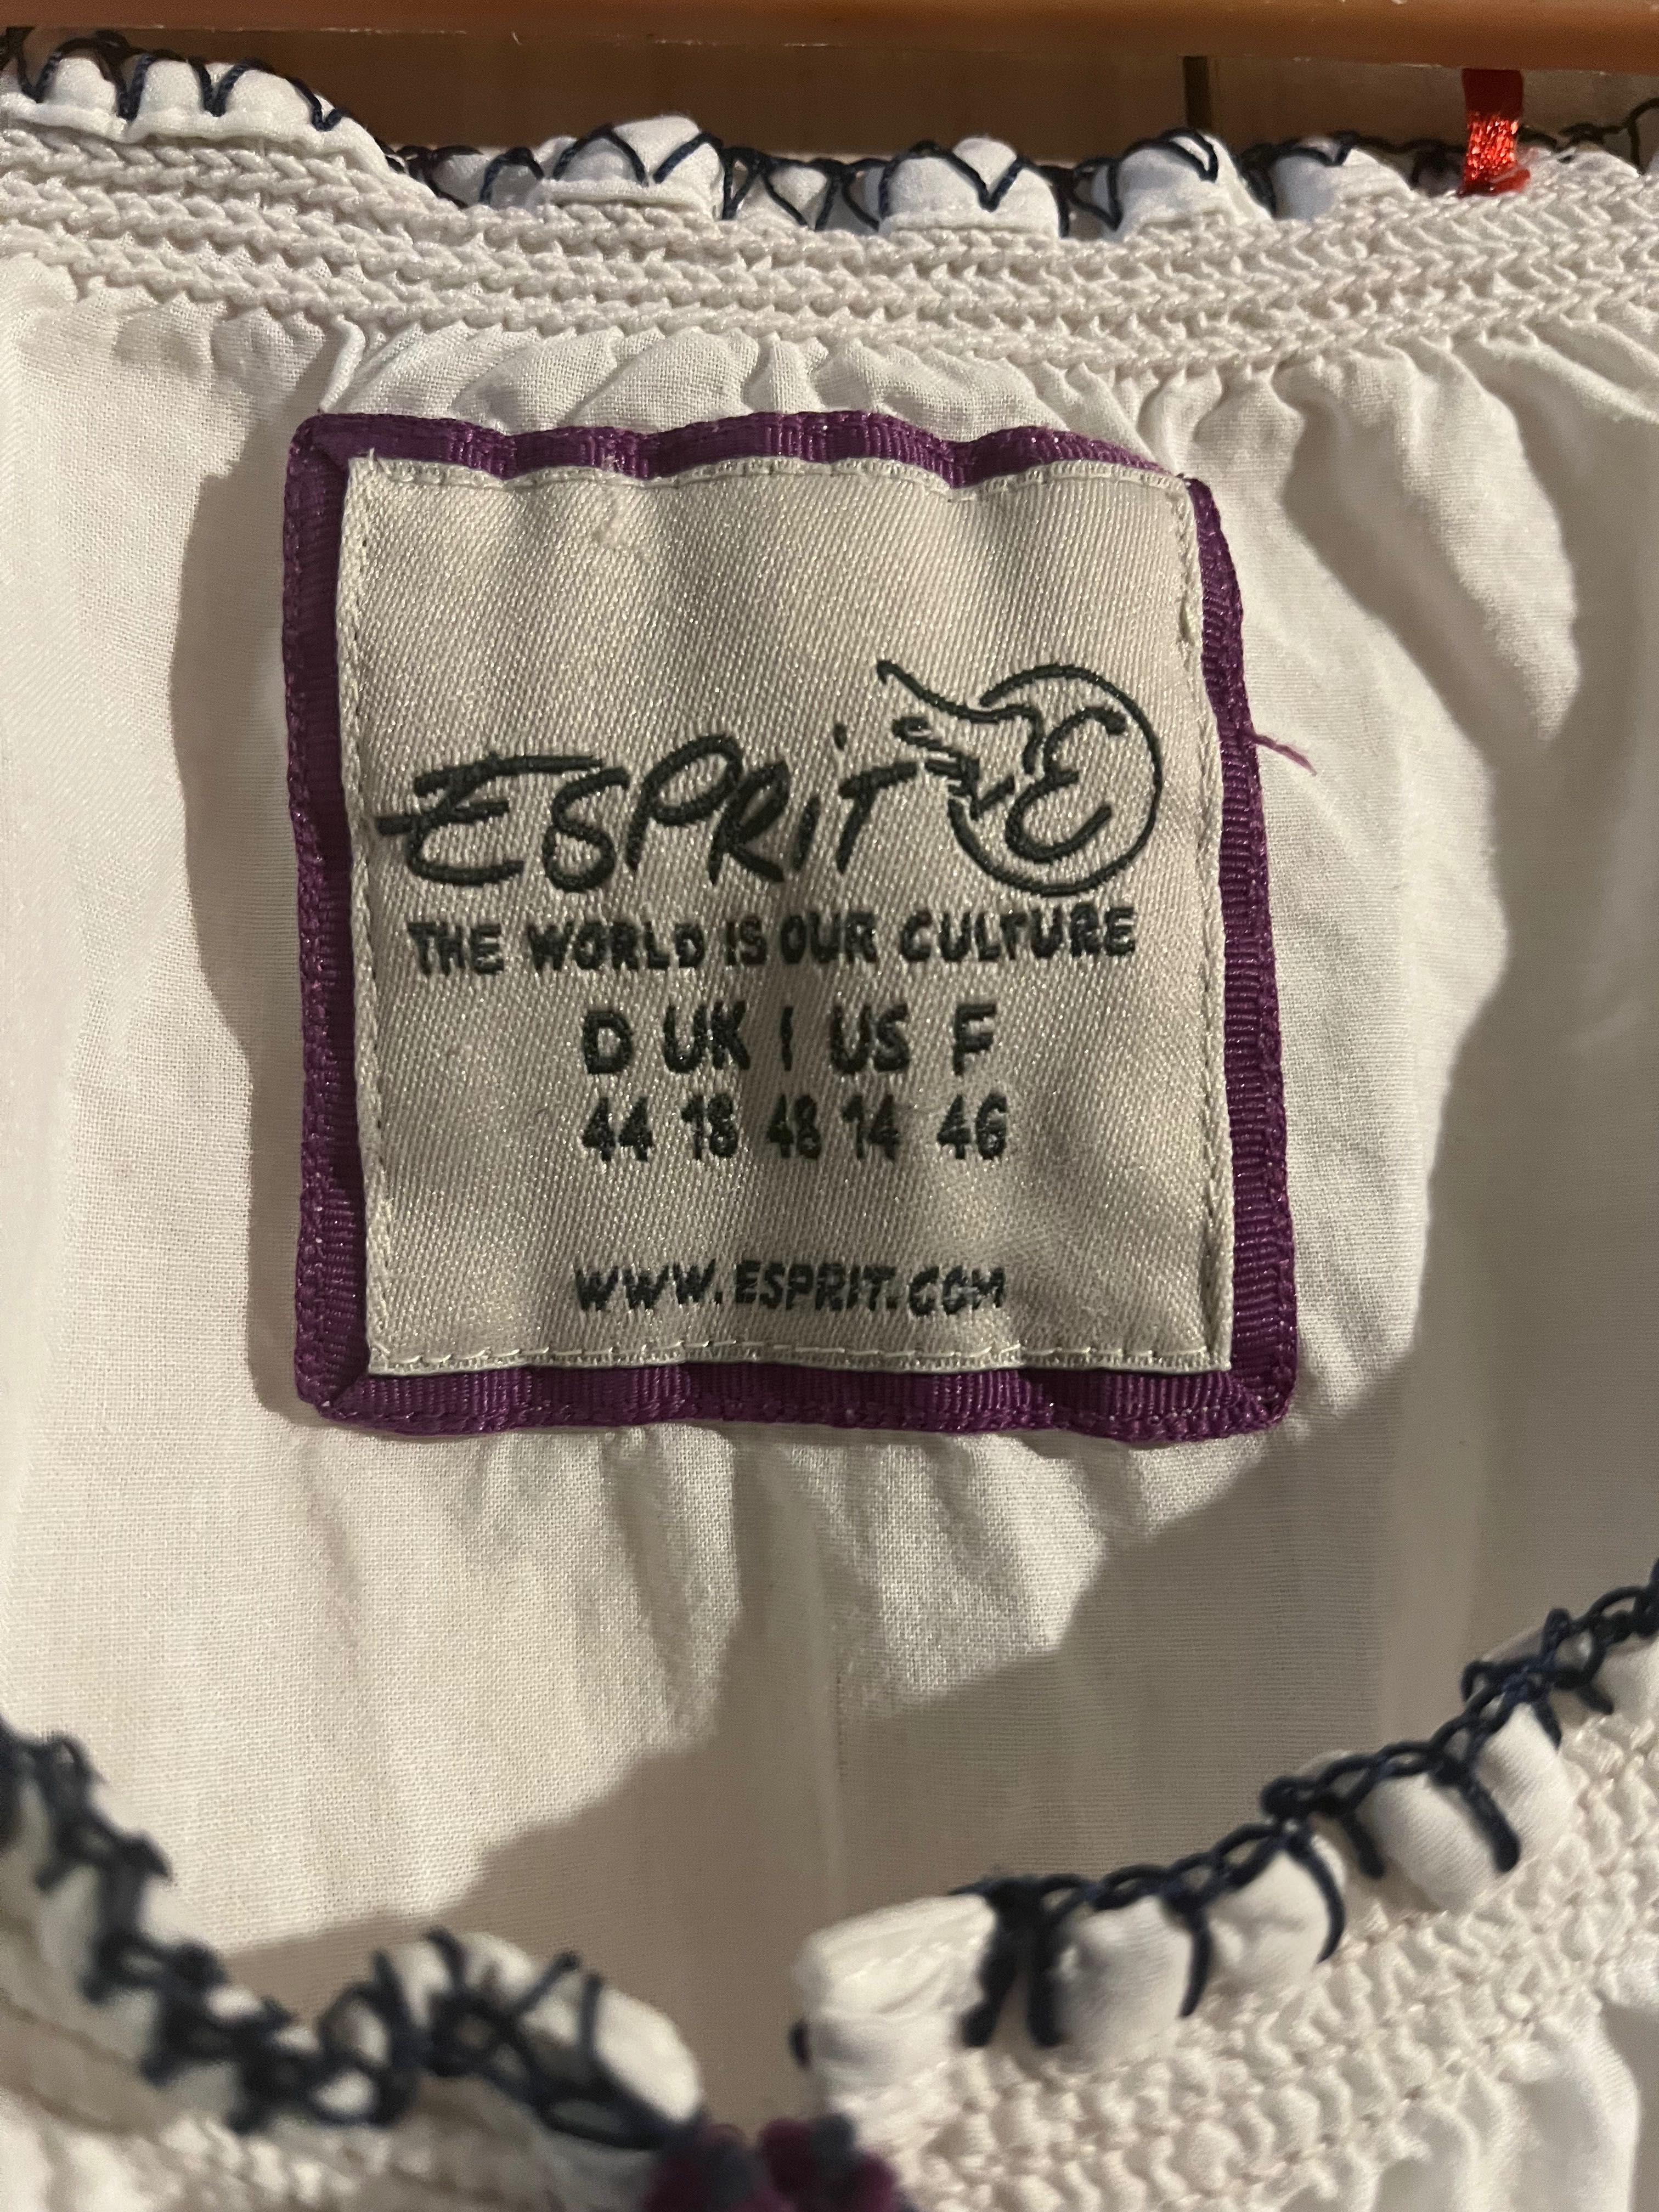 ESPRIT E
THE WORLD IS OUR CULTURE
D UK I US F
44 18 48 14 46
WWW.ESPRIT.COM